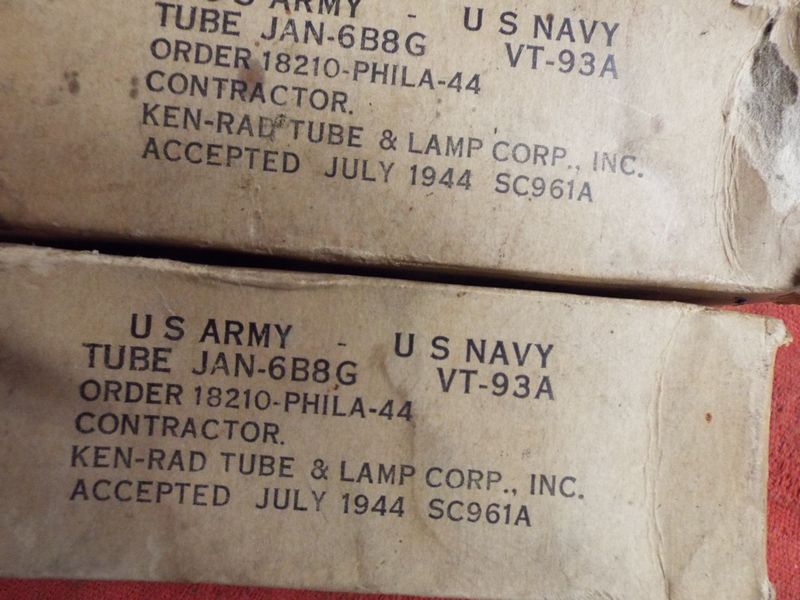 U S ARMY - U S NAVY
TUBE JAN-6B8G VT-93A
ORDER 18210-PHILA-44
CONTRACTOR.
KEN-RAD TUBE & LAMP CORP., INC.
ACCEPTED JULY 1944 SC961A
U S ARMY - U S NAVY
TUBE JAN-6B8G VT-93A
ORDER 18210-PHILA-44
CONTRACTOR.
KEN-RAD TUBE & LAMP CORP., INC.
ACCEPTED JULY 1944 SC961A